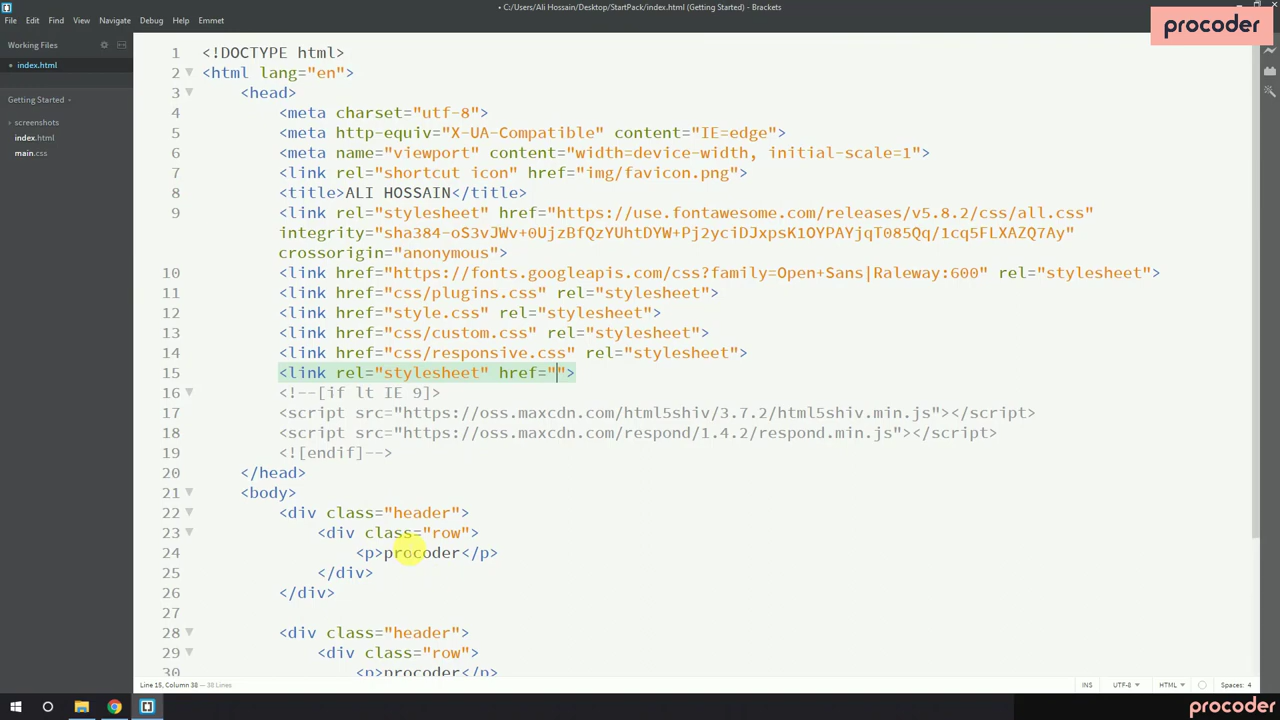 • C:/Users/Ali Hossain/Desktop/StartPack/index.html (Getting Started) - Brackets
File Edit Find View Navigate Debug Help Emmet
procoder
Working Files
• index.html
Getting Started
screenshots
index.html
main.css
1 <!DOCTYPE html>
2 <html lang="en">
3 <head>
4 <meta charset="utf-8">
5 <meta http-equiv="X-UA-Compatible" content="IE=edge">
6 <meta name="viewport" content="width=device-width, initial-scale=1">
7 <link rel="shortcut icon" href="img/favicon.png">
8 <title>ALI HOSSAIN</title>
9 <link rel="stylesheet" href="https://use.fontawesome.com/releases/v5.8.2/css/all.css"
integrity="sha384-oS3vJWv+0UjzBfQzYUhtDYW+Pj2yciDJxpsK1OYPAYjqT085Qq/1cq5FLXAZQ7Ay"
crossorigin="anonymous">
10 <link href="https://fonts.googleapis.com/css?family=Open+Sans|Raleway:600" rel="stylesheet">
11 <link href="css/plugins.css" rel="stylesheet">
12 <link href="style.css" rel="stylesheet">
13 <link href="css/custom.css" rel="stylesheet">
14 <link href="css/responsive.css" rel="stylesheet">
15 <link rel="stylesheet" href="">
16 <!--[if lt IE 9]>
17 <script src="https://oss.maxcdn.com/html5shiv/3.7.2/html5shiv.min.js"></script>
18 <script src="https://oss.maxcdn.com/respond/1.4.2/respond.min.js"></script>
19 <![endif]-->
20 </head>
21 <body>
22 <div class="header">
23 <div class="row">
24 <p>procoder</p>
25 </div>
26 </div>
27
28 <div class="header">
29 <div class="row">
30 <p>procoder</p>
Line 15, Column 38 — 38 Lines
INS UTF-8 HTML Spaces: 4
procoder